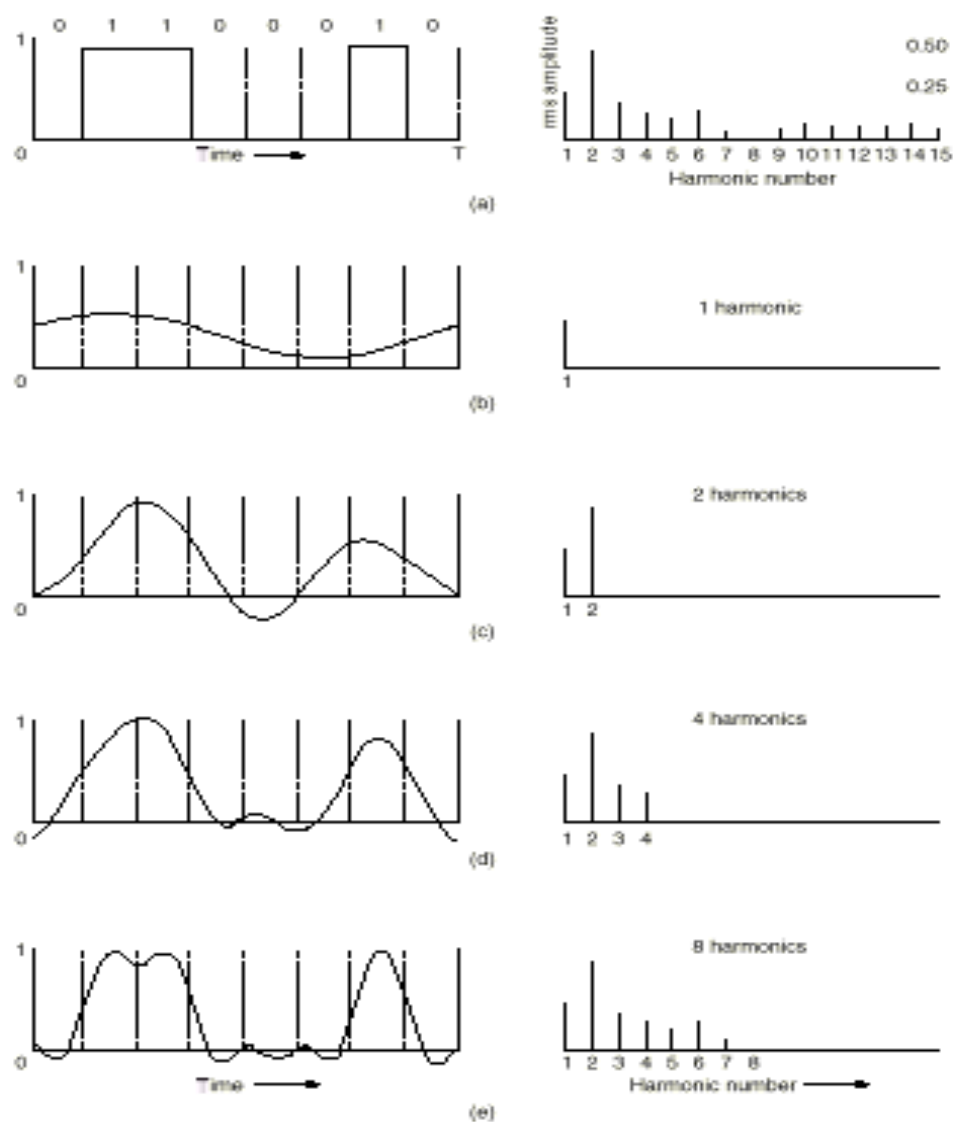 0 1 1 0 0 0 1 0
1
0
Time
T
rms amplitude
0.50
0.25
1 2 3 4 5 6 7 8 9 10 11 12 13 14 15
Harmonic number
(a)
1
0
1 harmonic
1
(b)
1
0
2 harmonics
1 2
(c)
1
0
4 harmonics
1 2 3 4
(d)
1
0
Time
8 harmonics
1 2 3 4 5 6 7 8
Harmonic number
(e)